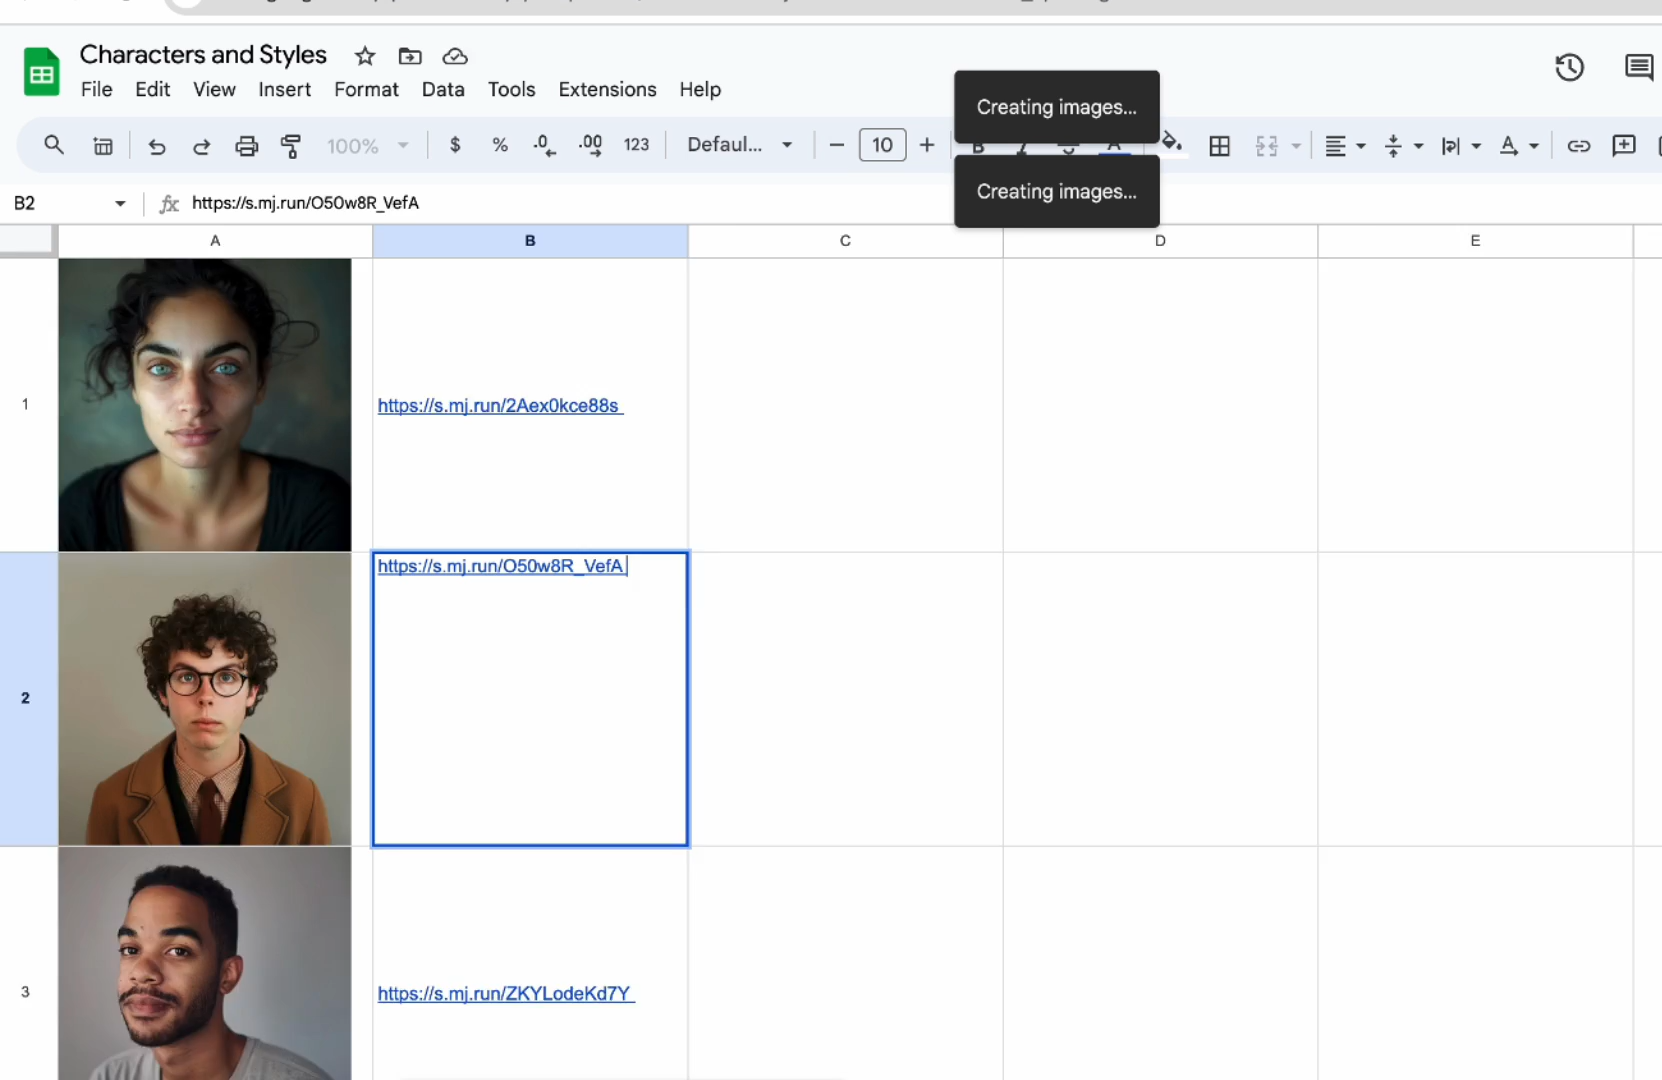 Characters and Styles
File Edit View Insert Format Data Tools Extensions Help
Creating images...
100% $ % .0 .00 123 Defaul... 10
Creating images...
B2 fx https://s.mj.run/O50w8R_VefA
A B C D E
1 https://s.mj.run/2Aex0kce88s
https://s.mj.run/O50w8R_VefA
2
3 https://s.mj.run/ZKYLodeKd7Y